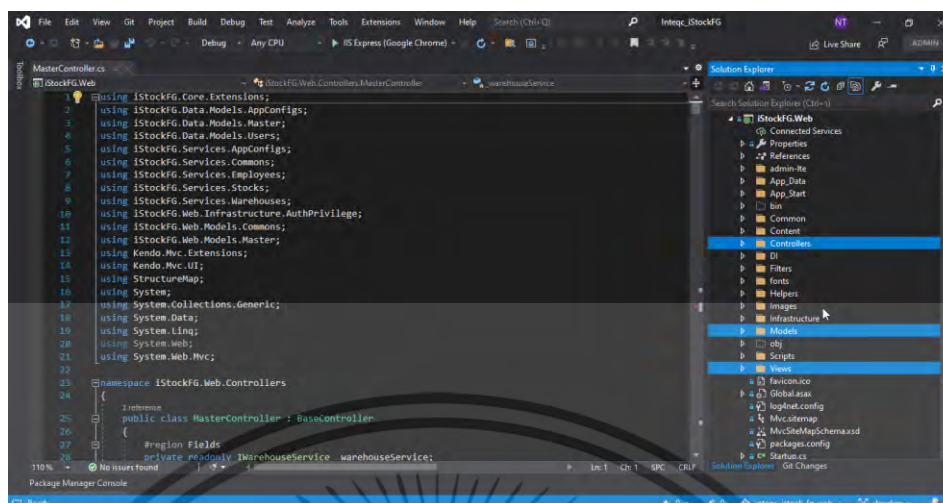 File Edit View Git Project Build Debug Test Analyze Tools Extensions Window Help Search (Ctrl+Q) Inteqc_iStockFG NT
Debug Any CPU IIS Express (Google Chrome) Live Share ADMIN
Toolbox
MasterController.cs
iStockFG.Web iStockFG.Web.Controllers.MasterController _warehouseService
1 using iStockFG.Core.Extensions;
2 using iStockFG.Data.Models.AppConfigs;
3 using iStockFG.Data.Models.Master;
4 using iStockFG.Data.Models.Users;
5 using iStockFG.Services.AppConfigs;
6 using iStockFG.Services.Commons;
7 using iStockFG.Services.Employees;
8 using iStockFG.Services.Stocks;
9 using iStockFG.Services.Warehouses;
10 using iStockFG.Web.Infrastructure.AuthPrivilege;
11 using iStockFG.Web.Models.Commons;
12 using iStockFG.Web.Models.Master;
13 using Kendo.Mvc.Extensions;
14 using Kendo.Mvc.UI;
15 using StructureMap;
16 using System;
17 using System.Collections.Generic;
18 using System.Data;
19 using System.Linq;
20 using System.Web;
21 using System.Web.Mvc;
22
23 namespace iStockFG.Web.Controllers
24 {
1 reference
25 public class MasterController : BaseController
26 {
27 #region Fields
28 private readonly IWarehouseService _warehouseService;
110 % No issues found Ln: 1 Ch: 1 SPC CRLF
Package Manager Console
Solution Explorer
Search Solution Explorer (Ctrl+;)
iStockFG.Web
Connected Services
Properties
References
admin-lte
App_Data
App_Start
bin
Common
Content
Controllers
DI
Filters
fonts
Helpers
Images
Infrastructure
Models
obj
Scripts
Views
favicon.ico
Global.asax
log4net.config
Mvc.sitemap
MvcSiteMapSchema.xsd
packages.config
Startup.cs
Solution Explorer Git Changes